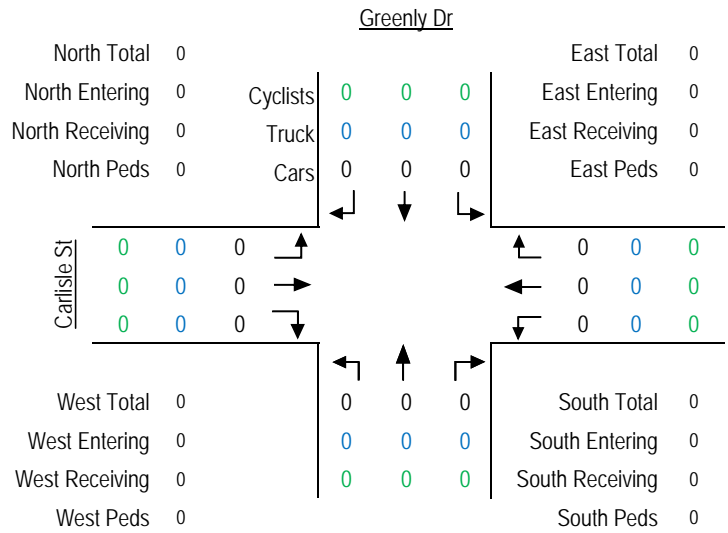 Greenly Dr
North Total 0 East Total 0
North Entering 0 Cyclists 0 0 0 East Entering 0
North Receiving 0 Truck 0 0 0 East Receiving 0
North Peds 0 Cars 0 0 0 East Peds 0
Carlisle St
0 0 0 0 0 0
0 0 0 0 0 0
0 0 0 0 0 0
West Total 0 0 0 0 South Total 0
West Entering 0 0 0 0 South Entering 0
West Receiving 0 0 0 0 South Receiving 0
West Peds 0 South Peds 0